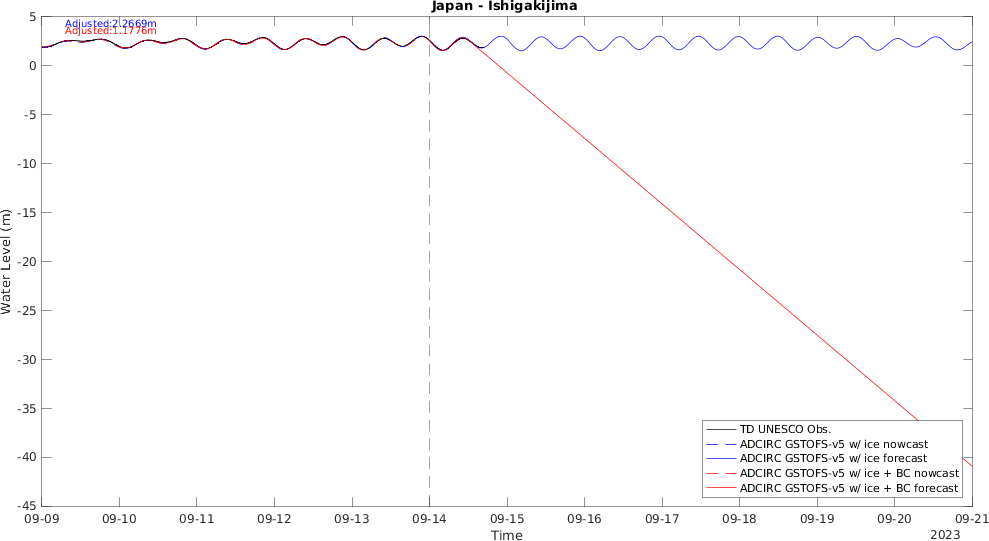 Japan - Ishigakijima
Adjusted:2.2669m
Adjusted:1.1776m
Water Level (m)
5
0
-5
-10
-15
-20
-25
-30
-35
-40
-45
TD UNESCO Obs.
ADCIRC GSTOFS-v5 w/ ice nowcast
ADCIRC GSTOFS-v5 w/ ice forecast
ADCIRC GSTOFS-v5 w/ ice + BC nowcast
ADCIRC GSTOFS-v5 w/ ice + BC forecast
09-09 09-10 09-11 09-12 09-13 09-14 09-15 09-16 09-17 09-18 09-19 09-20 09-21
Time
2023